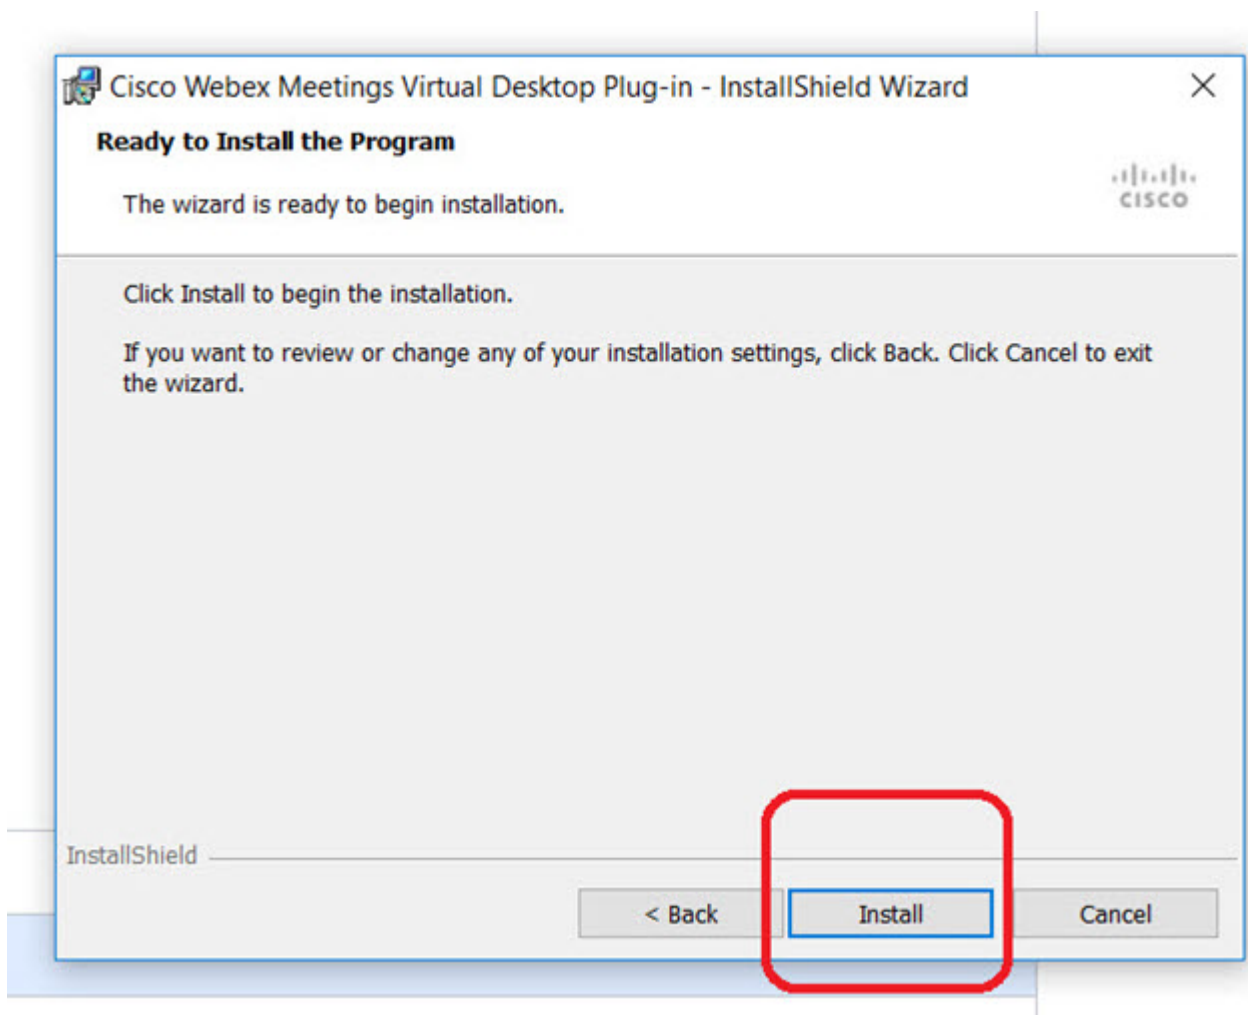 Cisco Webex Meetings Virtual Desktop Plug-in - InstallShield Wizard
Ready to Install the Program
The wizard is ready to begin installation.
CISCO
Click Install to begin the installation.
If you want to review or change any of your installation settings, click Back. Click Cancel to exit
the wizard.
InstallShield
< Back
Install
Cancel